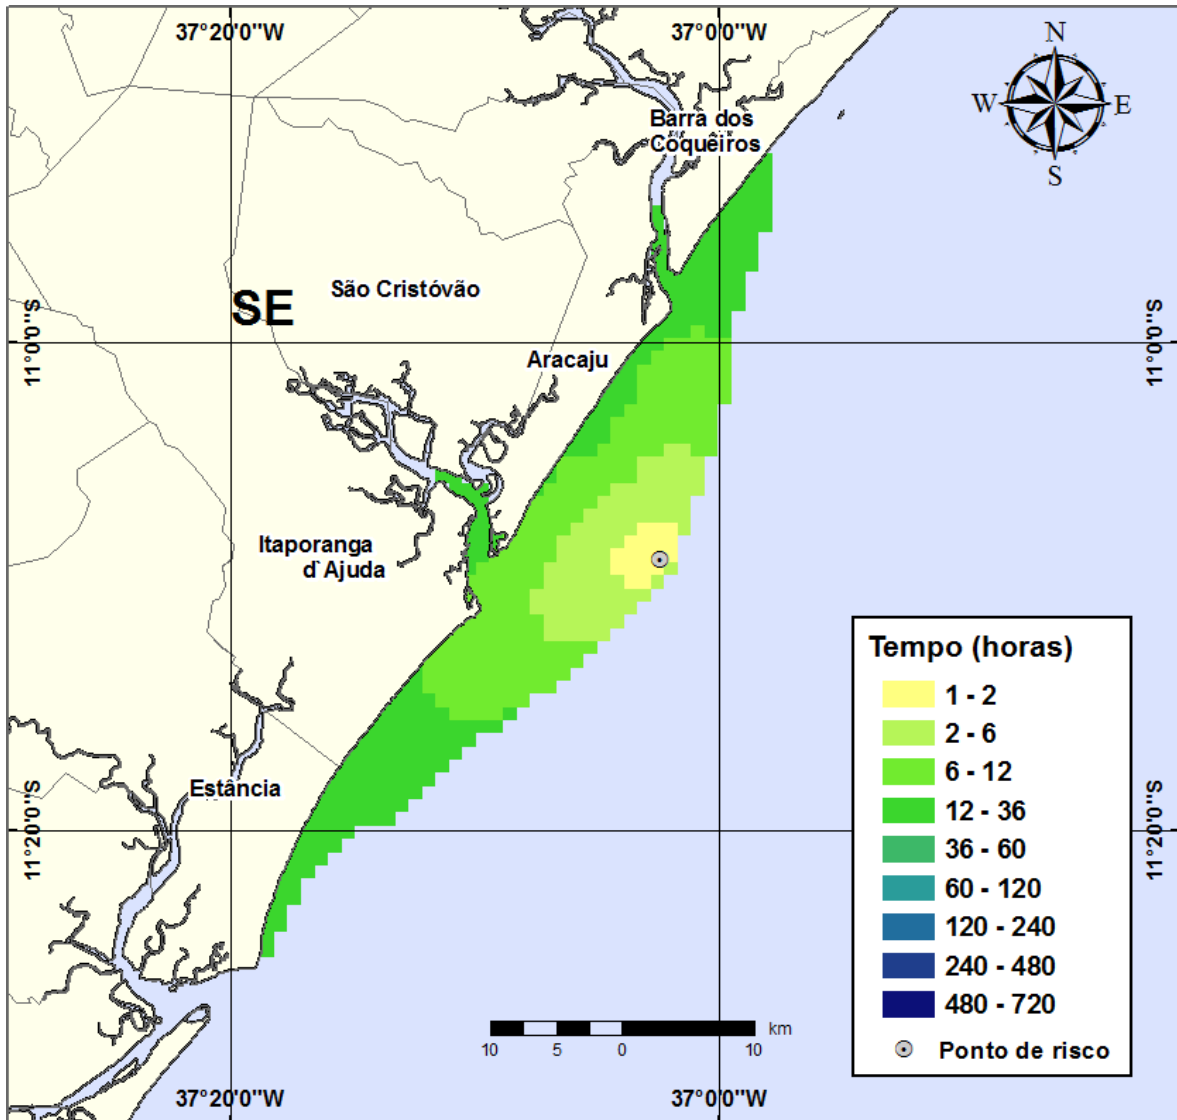 37°20'0"W
37°0'0"W
N
W
E
S
Barra dos
Coqueiros
São Cristóvão
SE
11°0'0"S
11°0'0"S
Aracaju
Itaporanga
d`Ajuda
Tempo (horas)
1 - 2
2 - 6
6 - 12
12 - 36
36 - 60
60 - 120
120 - 240
240 - 480
480 - 720
Ponto de risco
Estância
11°20'0"S
11°20'0"S
km
10 5 0 10
37°20'0"W
37°0'0"W